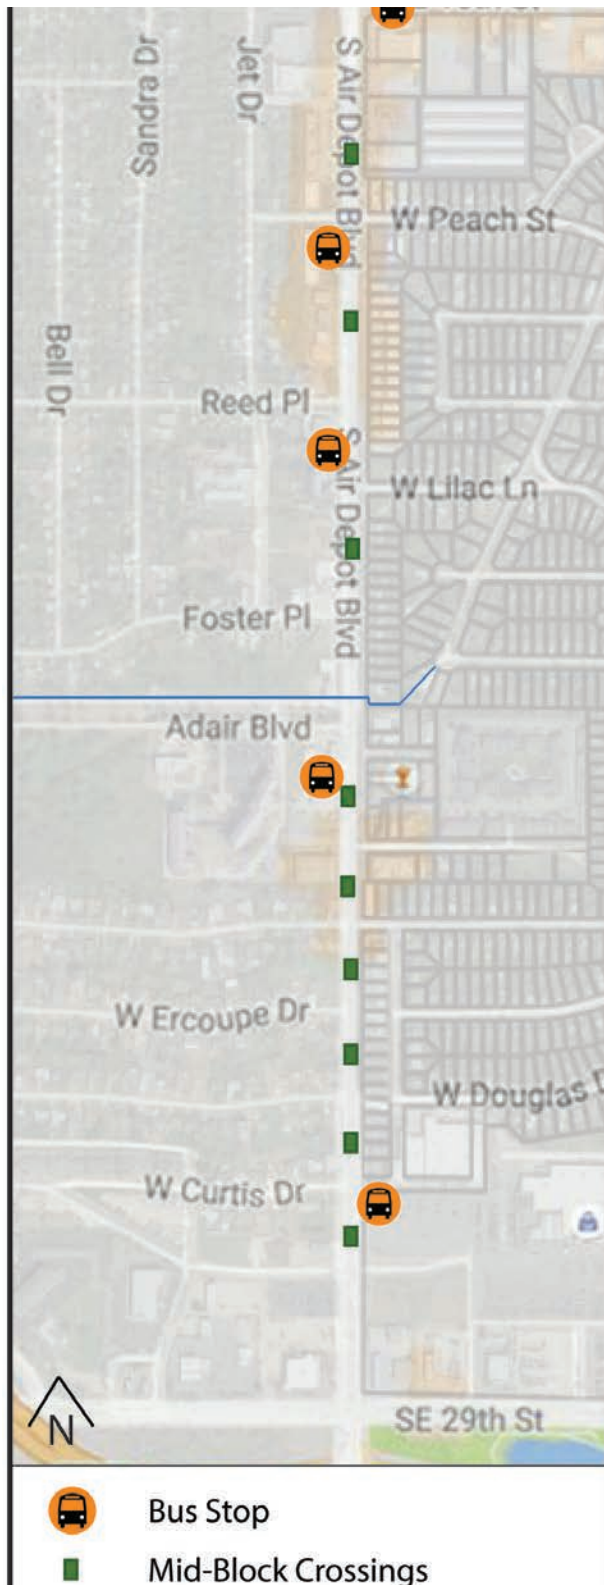 Sandra Dr
Jet Dr
S Air Depot Blvd
W Peach St
Bell Dr
Reed Pl
S Air Depot Blvd
W Lilac Ln
Foster Pl
Adair Blvd
W Ercoupe Dr
W Douglas D
W Curtis Dr
SE 29th St
N
Bus Stop
Mid-Block Crossings